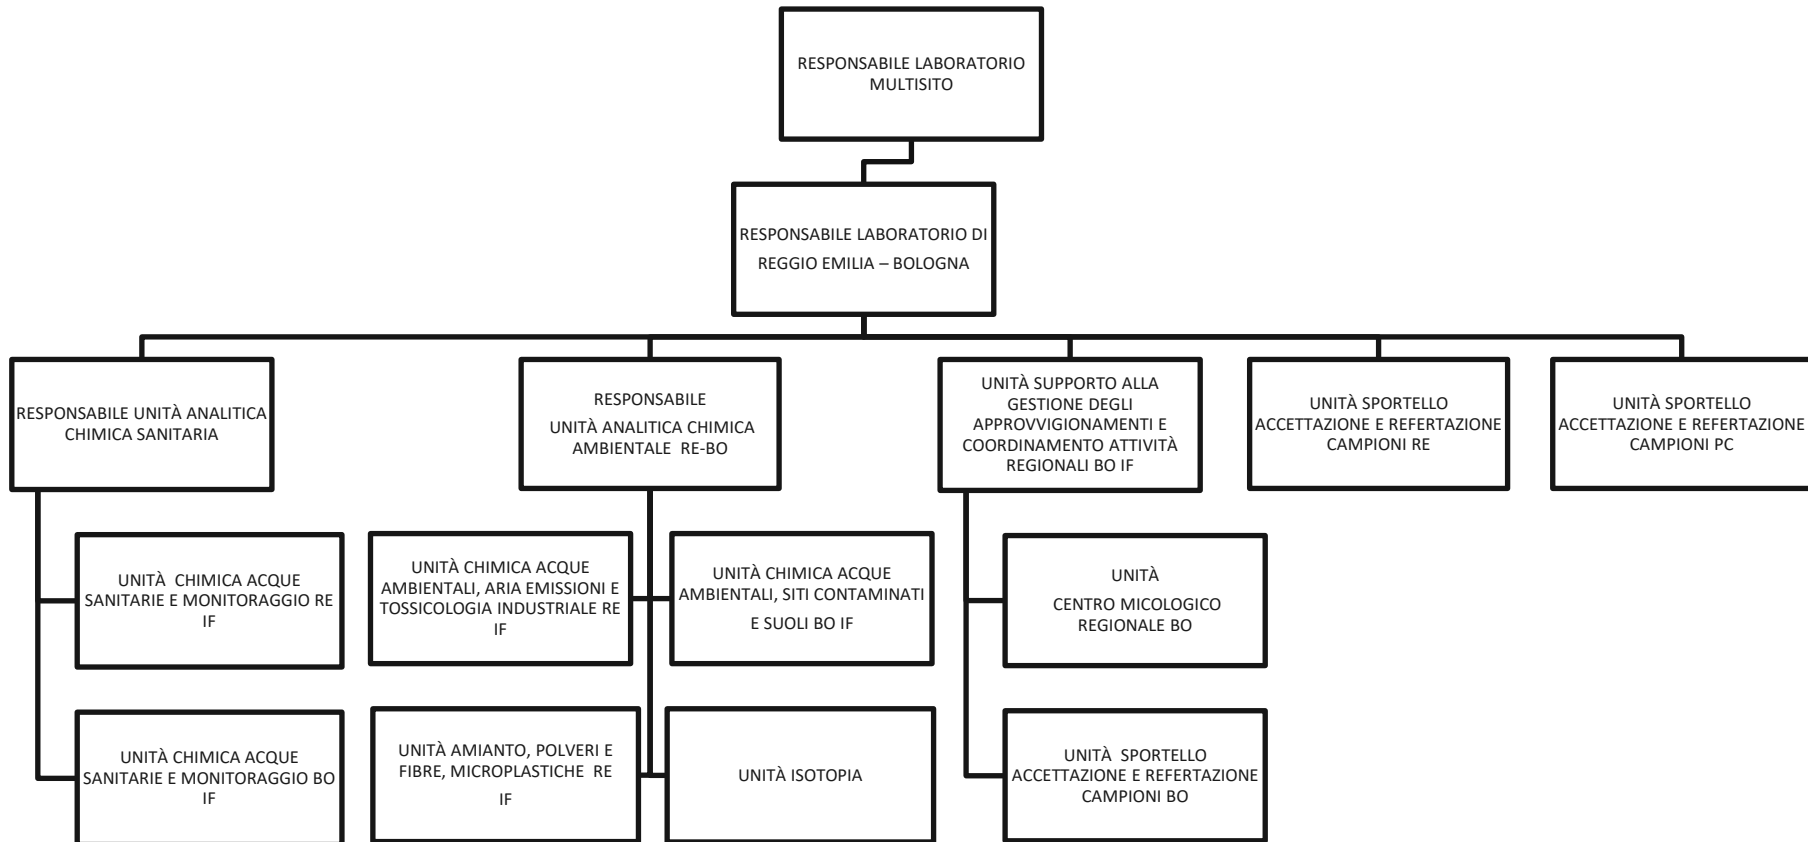 RESPONSABILE LABORATORIO
MULTISITO
RESPONSABILE LABORATORIO DI
REGGIO EMILIA – BOLOGNA
RESPONSABILE UNITÀ ANALITICA
CHIMICA SANITARIA
RESPONSABILE
UNITÀ ANALITICA CHIMICA
AMBIENTALE RE-BO
UNITÀ SUPPORTO ALLA
GESTIONE DEGLI
APPROVVIGIONAMENTI E
COORDINAMENTO ATTIVITÀ
REGIONALI BO IF
UNITÀ SPORTELLO
ACCETTAZIONE E REFERTAZIONE
CAMPIONI RE
UNITÀ SPORTELLO
ACCETTAZIONE E REFERTAZIONE
CAMPIONI PC
UNITÀ CHIMICA ACQUE
SANITARIE E MONITORAGGIO RE
IF
UNITÀ CHIMICA ACQUE
AMBIENTALI, ARIA EMISSIONI E
TOSSICOLOGIA INDUSTRIALE RE
IF
UNITÀ CHIMICA ACQUE
AMBIENTALI, SITI CONTAMINATI
E SUOLI BO IF
UNITÀ
CENTRO MICOLOGICO
REGIONALE BO
UNITÀ CHIMICA ACQUE
SANITARIE E MONITORAGGIO BO
IF
UNITÀ AMIANTO, POLVERI E
FIBRE, MICROPLASTICHE RE
IF
UNITÀ ISOTOPIA
UNITÀ SPORTELLO
ACCETTAZIONE E REFERTAZIONE
CAMPIONI BO